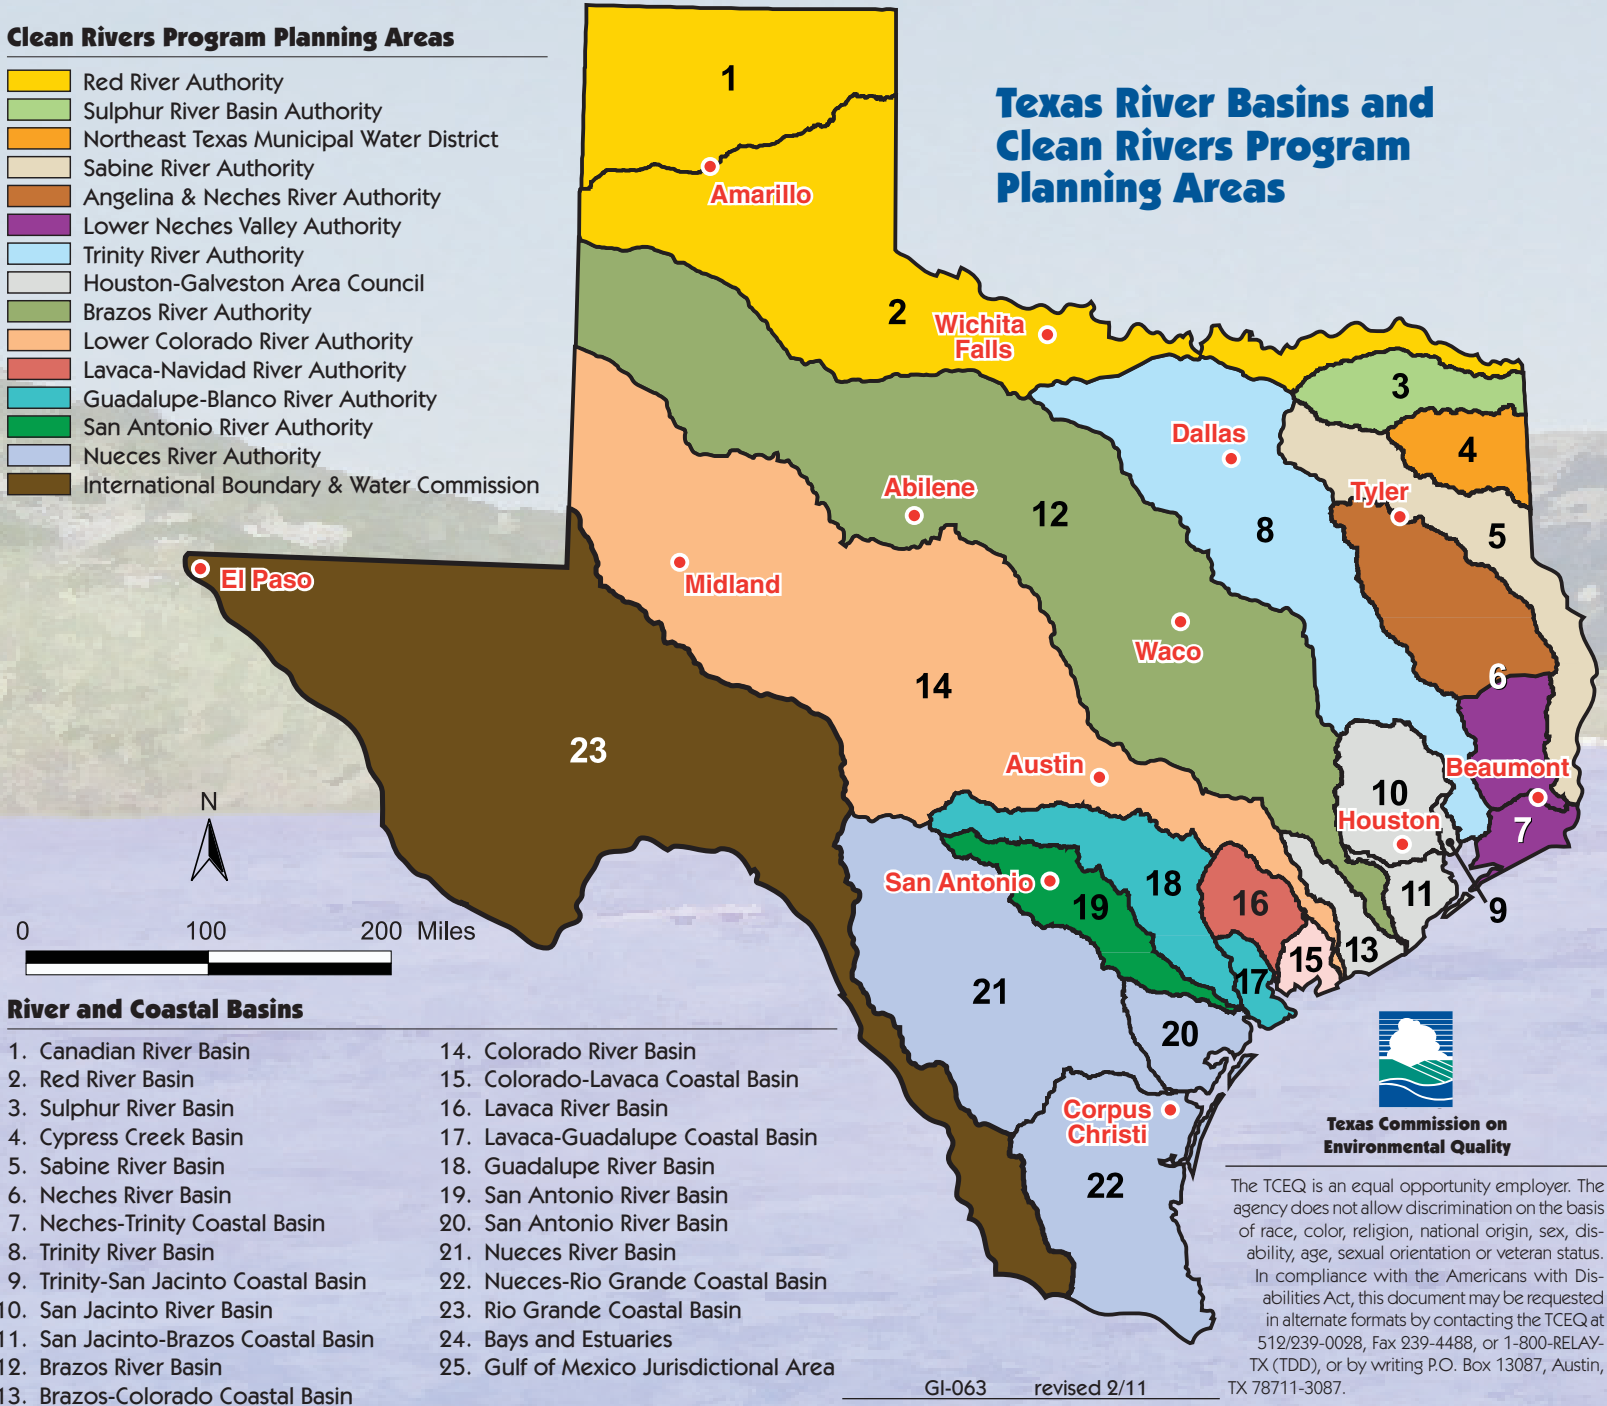 Clean Rivers Program Planning Areas
Red River Authority
Sulphur River Basin Authority
Northeast Texas Municipal Water District
Sabine River Authority
Angelina & Neches River Authority
Lower Neches Valley Authority
Trinity River Authority
Houston-Galveston Area Council
Brazos River Authority
Lower Colorado River Authority
Lavaca-Navidad River Authority
Guadalupe-Blanco River Authority
San Antonio River Authority
Nueces River Authority
International Boundary & Water Commission
Texas River Basins and
Clean Rivers Program
Planning Areas
1
Amarillo
2
Wichita
Falls
3
Dallas
4
Abilene
Tyler
12
8
5
El Paso
Midland
Waco
14
6
23
Austin
Beaumont
10
Houston
7
San Antonio
18
19
16
11
9
13
15
17
21
20
Corpus
Christi
22
N
0 100 200 Miles
River and Coastal Basins
1. Canadian River Basin
2. Red River Basin
3. Sulphur River Basin
4. Cypress Creek Basin
5. Sabine River Basin
6. Neches River Basin
7. Neches-Trinity Coastal Basin
8. Trinity River Basin
9. Trinity-San Jacinto Coastal Basin
10. San Jacinto River Basin
11. San Jacinto-Brazos Coastal Basin
12. Brazos River Basin
13. Brazos-Colorado Coastal Basin
14. Colorado River Basin
15. Colorado-Lavaca Coastal Basin
16. Lavaca River Basin
17. Lavaca-Guadalupe Coastal Basin
18. Guadalupe River Basin
19. San Antonio River Basin
20. San Antonio River Basin
21. Nueces River Basin
22. Nueces-Rio Grande Coastal Basin
23. Rio Grande Coastal Basin
24. Bays and Estuaries
25. Gulf of Mexico Jurisdictional Area
GI-063 revised 2/11
Texas Commission on
Environmental Quality
The TCEQ is an equal opportunity employer. The
agency does not allow discrimination on the basis
of race, color, religion, national origin, sex, dis-
ability, age, sexual orientation or veteran status.
In compliance with the Americans with Dis-
abilities Act, this document may be requested
in alternate formats by contacting the TCEQ at
512/239-0028, Fax 239-4488, or 1-800-RELAY-
TX (TDD), or by writing P.O. Box 13087, Austin,
TX 78711-3087.